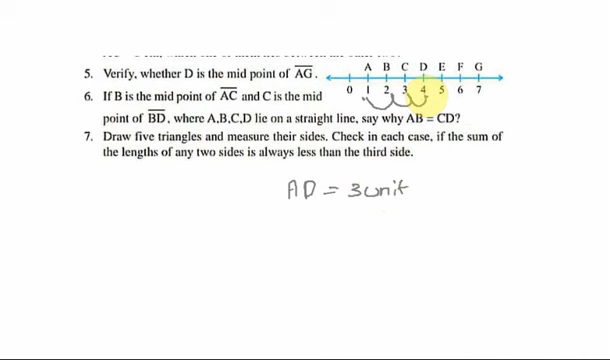 5. Verify, whether D is the mid point of AG.
A B C D E F G
0 1 2 3 4 5 6 7
6. If B is the mid point of AC and C is the mid
point of BD, where A,B,C,D lie on a straight line, say why AB = CD?
7. Draw five triangles and measure their sides. Check in each case, if the sum of
the lengths of any two sides is always less than the third side.
AD = 3unit